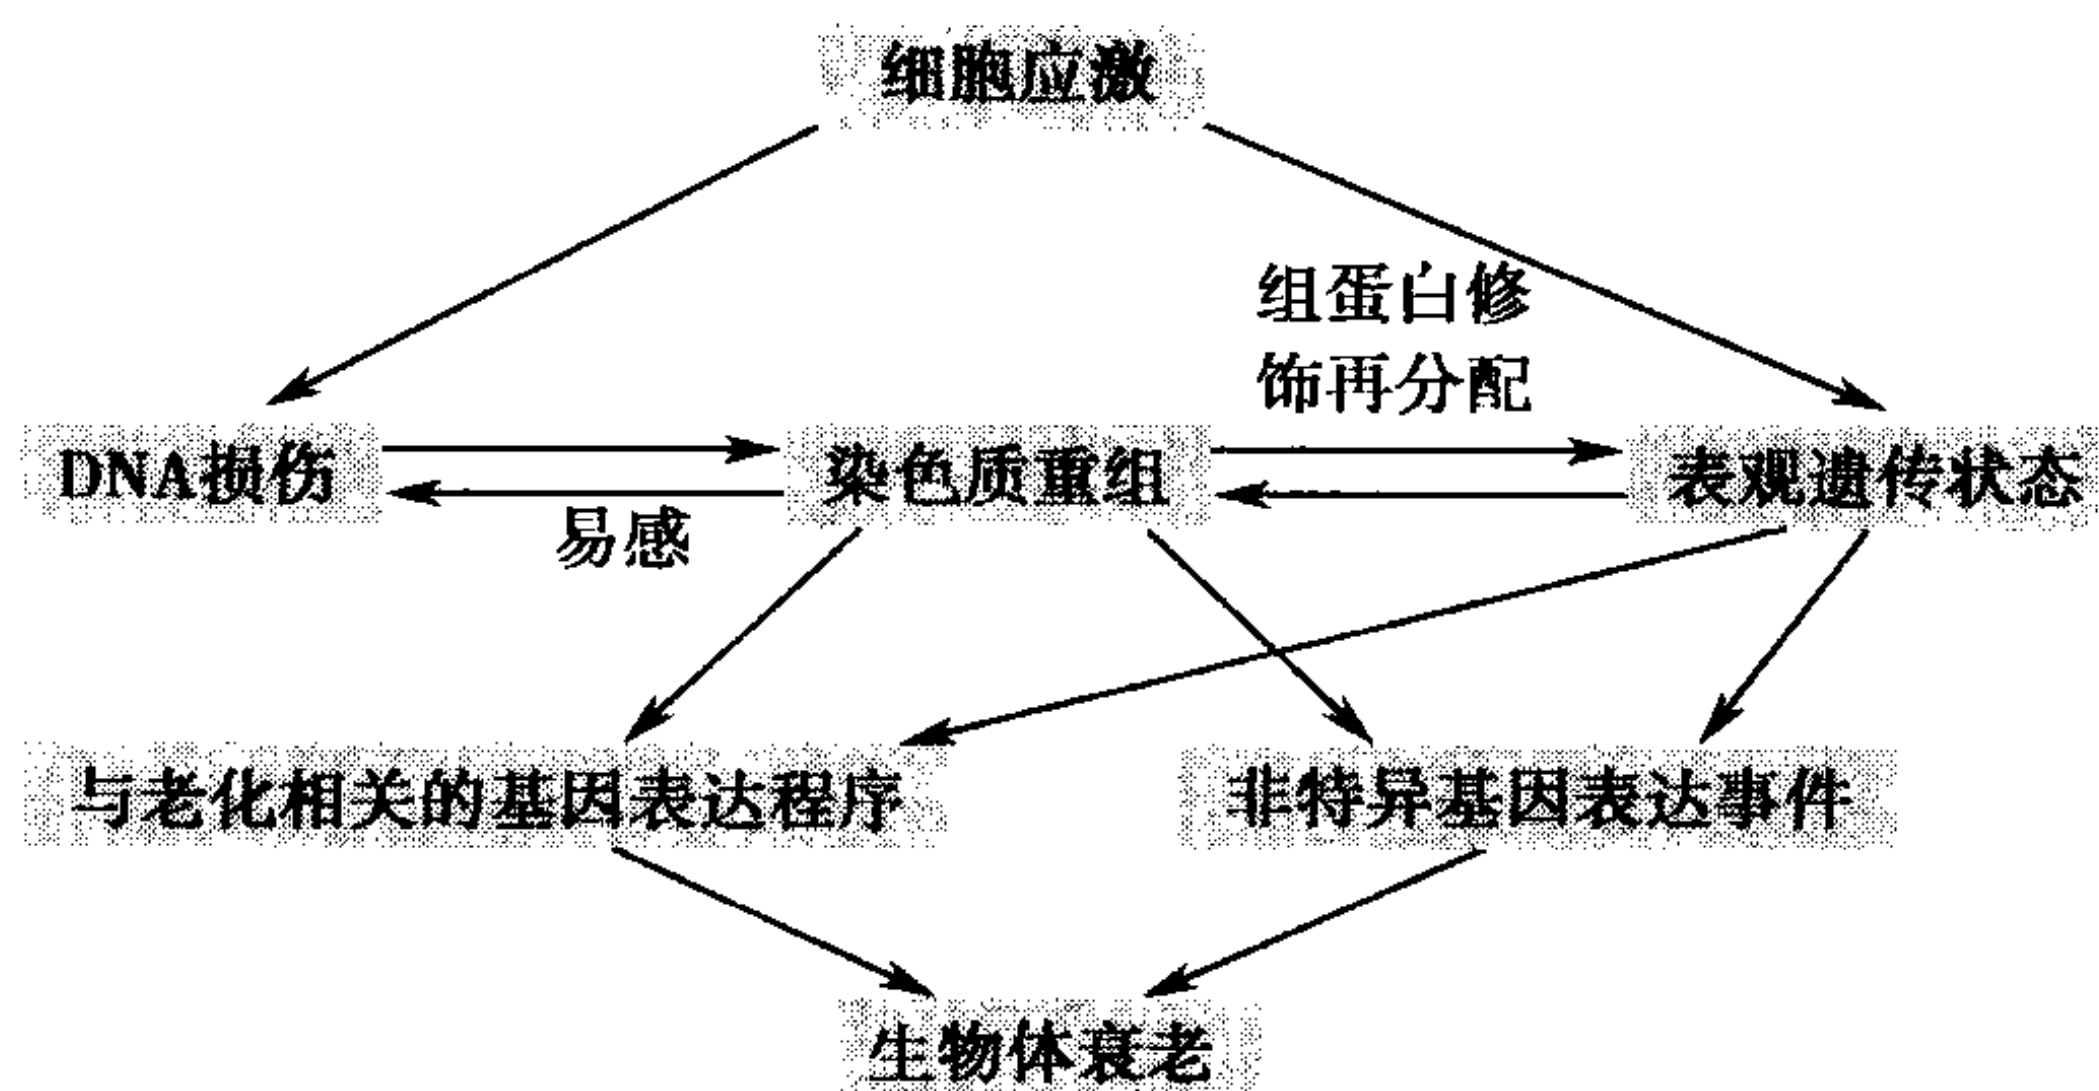 细胞应激
组蛋白修
饰再分配
DNA损伤
染色质重组
表观遗传状态
易感
与老化相关的基因表达程序
非特异基因表达事件
生物体衰老